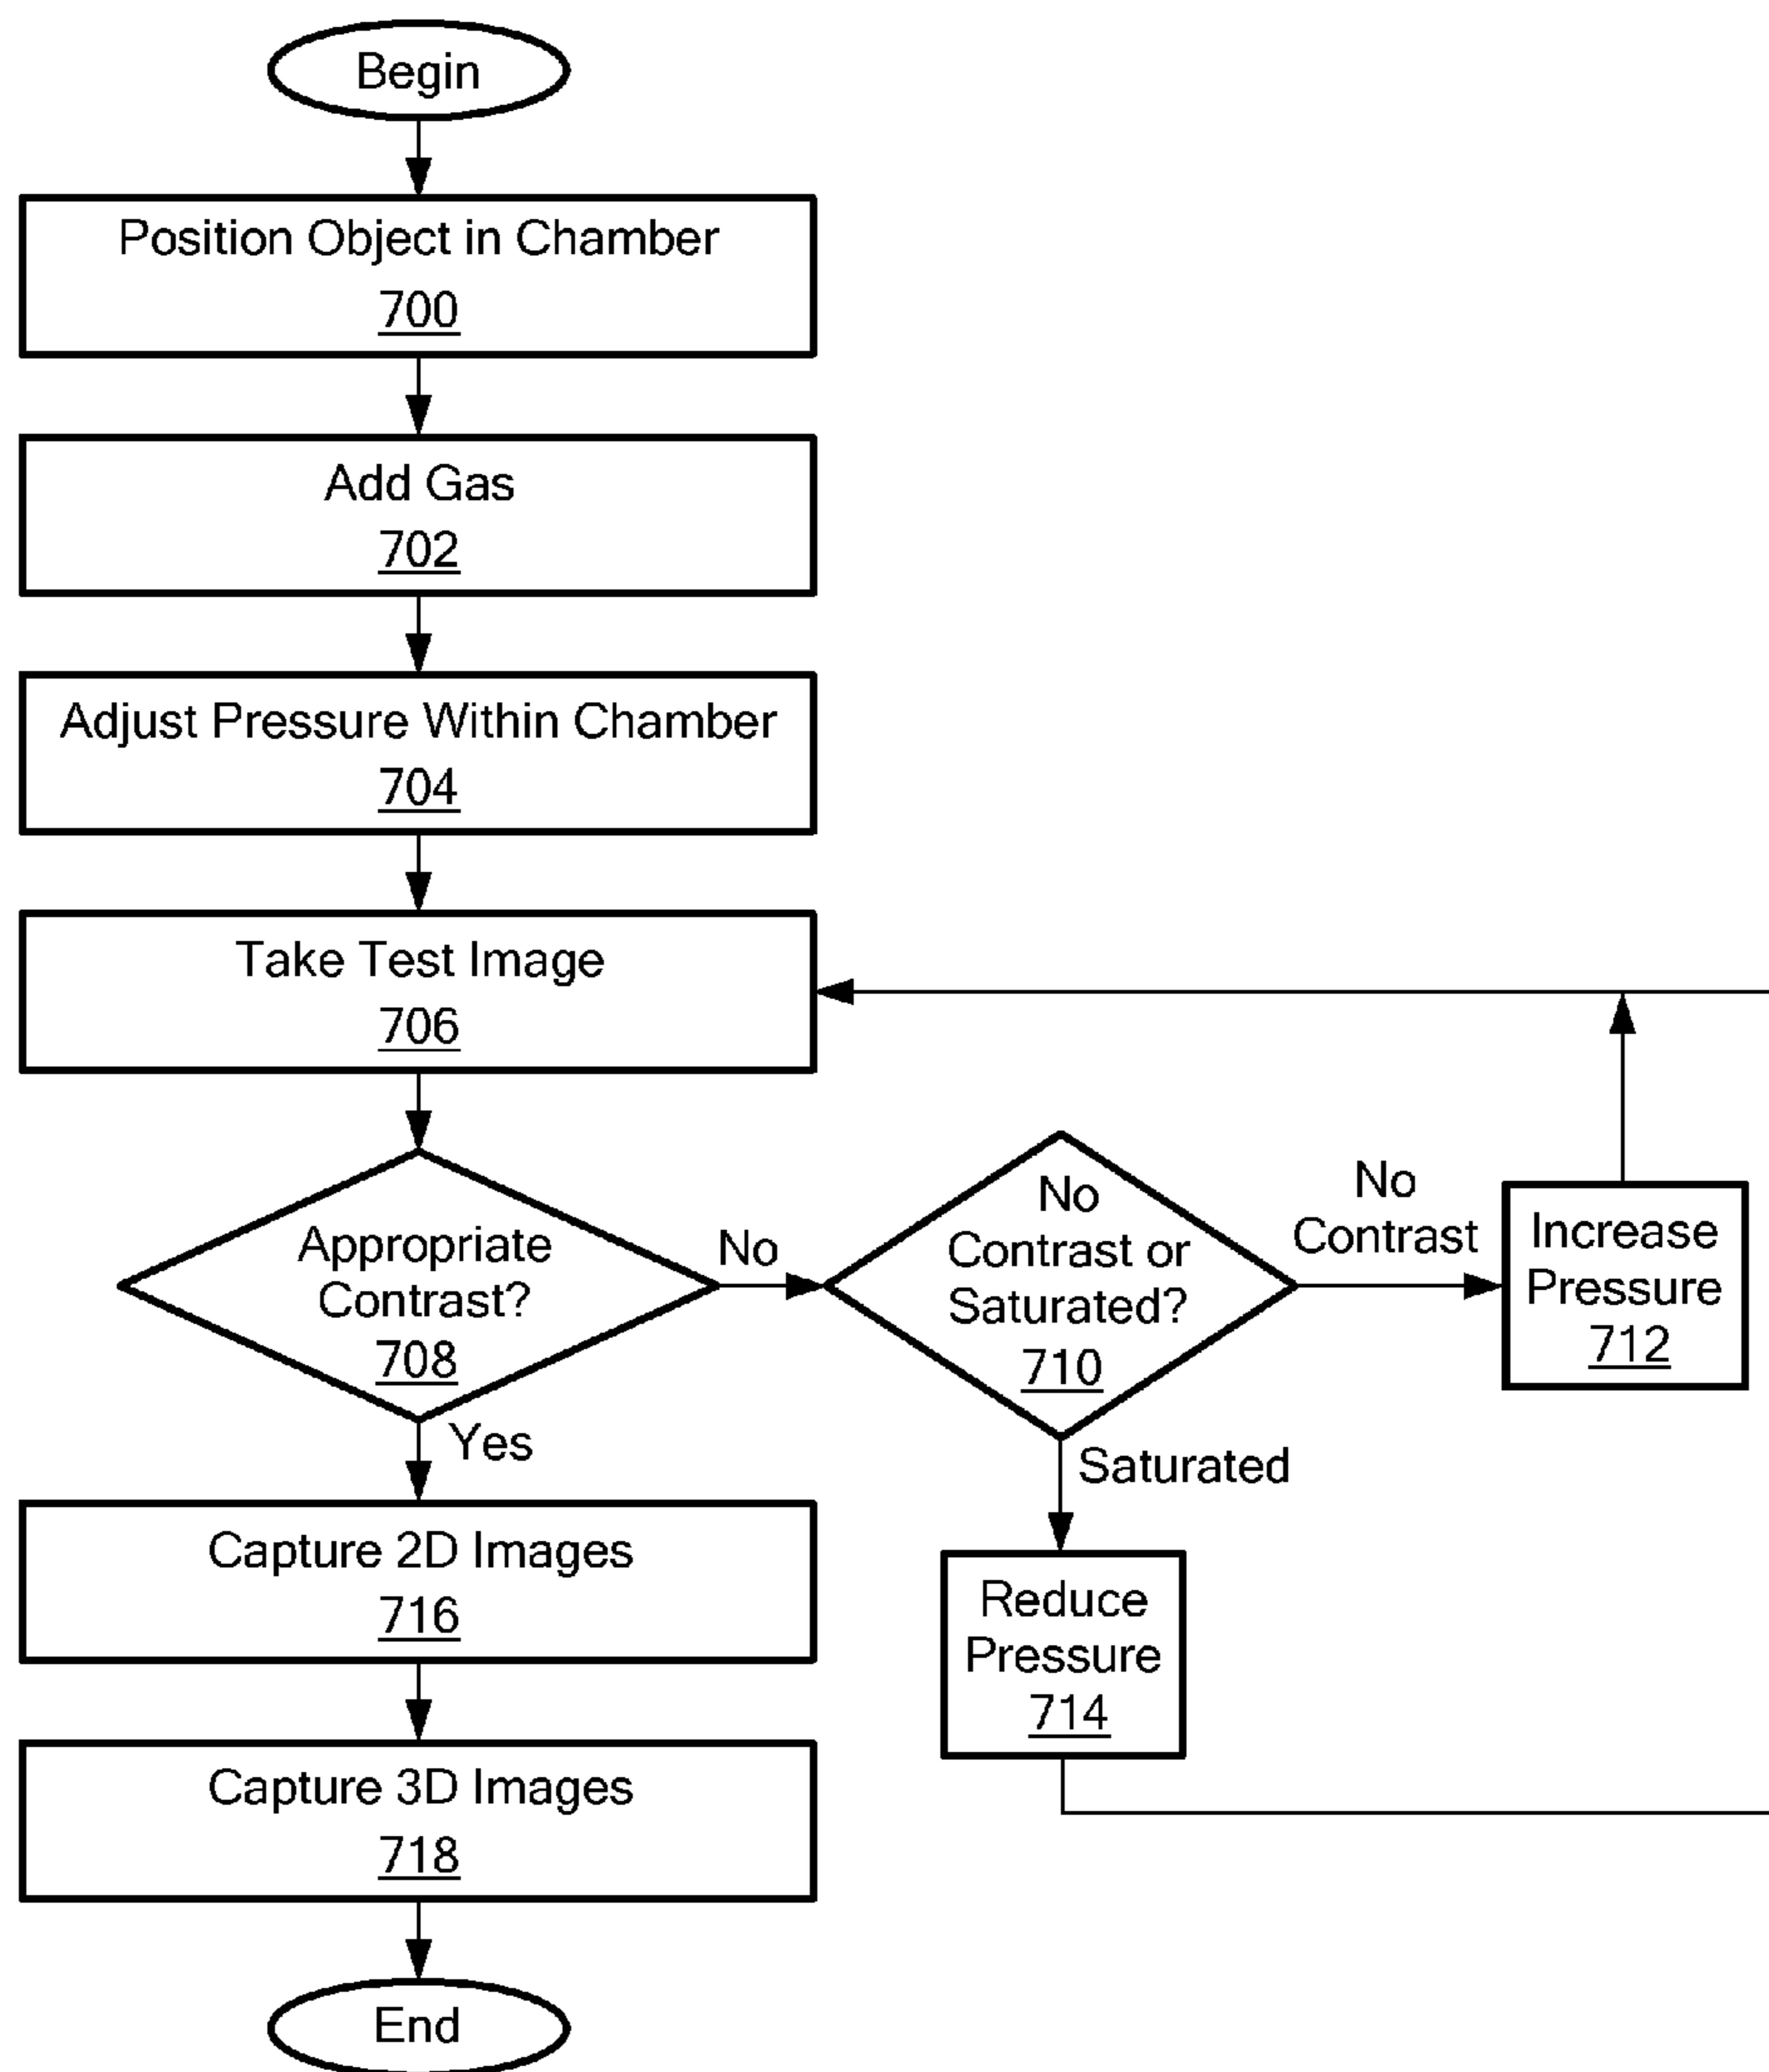 Begin
Position Object in Chamber
700
Add Gas
702
Adjust Pressure Within Chamber
704
Take Test Image
706
Appropriate
Contrast?
708
No
Yes
No
Contrast or
Saturated?
710
No
Contrast
Saturated
Increase
Pressure
712
Reduce
Pressure
714
Capture 2D Images
716
Capture 3D Images
718
End